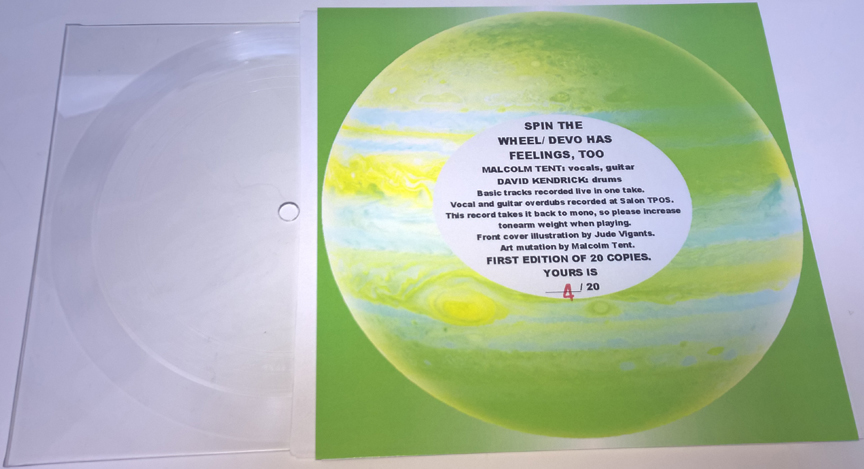 SPIN THE
WHEEL/ DEVO HAS
FEELINGS, TOO
MALCOLM TENT: vocals, guitar
DAVID KENDRICK: drums
Basic tracks recorded live in one take.
Vocal and guitar overdubs recorded at Salon TPOS.
This record takes it back to mono, so please increase
tonearm weight when playing.
Front cover illustration by Jude Vigants.
Art mutation by Malcolm Tent.
FIRST EDITION OF 20 COPIES.
YOURS IS
4 / 20